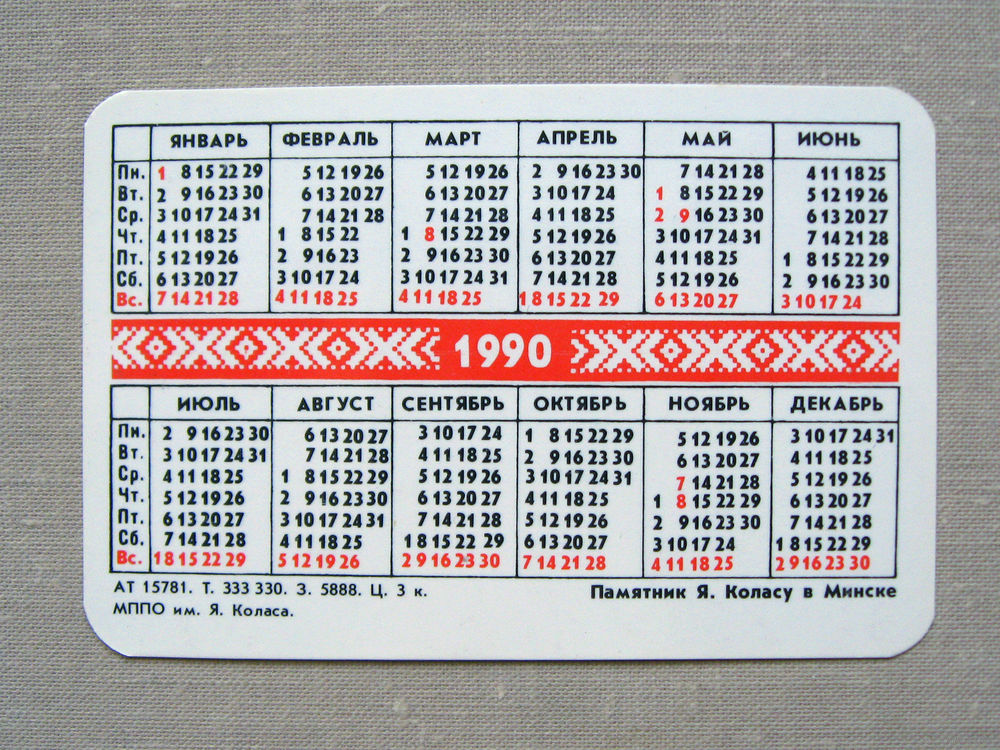 ЯНВАРЬ ФЕВРАЛЬ МАРТ АПРЕЛЬ МАЙ ИЮНЬ
Пн. 1 8 15 22 29 5 12 19 26 5 12 19 26 2 9 16 23 30 7 14 21 28 4 11 18 25
Вт. 2 9 16 23 30 6 13 20 27 6 13 20 27 3 10 17 24 1 8 15 22 29 5 12 19 26
Ср. 3 10 17 24 31 7 14 21 28 7 14 21 28 4 11 18 25 2 9 16 23 30 6 13 20 27
Чт. 4 11 18 25 1 8 15 22 1 8 15 22 29 5 12 19 26 3 10 17 24 31 7 14 21 28
Пт. 5 12 19 26 2 9 16 23 2 9 16 23 30 6 13 20 27 4 11 18 25 1 8 15 22 29
Сб. 6 13 20 27 3 10 17 24 3 10 17 24 31 7 14 21 28 5 12 19 26 2 9 16 23 30
Вс. 7 14 21 28 4 11 18 25 4 11 18 25 1 8 15 22 29 6 13 20 27 3 10 17 24
1990
ИЮЛЬ АВГУСТ СЕНТЯБРЬ ОКТЯБРЬ НОЯБРЬ ДЕКАБРЬ
Пн. 2 9 16 23 30 6 13 20 27 3 10 17 24 1 8 15 22 29 5 12 19 26 3 10 17 24 31
Вт. 3 10 17 24 31 7 14 21 28 4 11 18 25 2 9 16 23 30 6 13 20 27 4 11 18 25
Ср. 4 11 18 25 1 8 15 22 29 5 12 19 26 3 10 17 24 31 7 14 21 28 5 12 19 26
Чт. 5 12 19 26 2 9 16 23 30 6 13 20 27 4 11 18 25 1 8 15 22 29 6 13 20 27
Пт. 6 13 20 27 3 10 17 24 31 7 14 21 28 5 12 19 26 2 9 16 23 30 7 14 21 28
Сб. 7 14 21 28 4 11 18 25 1 8 15 22 29 6 13 20 27 3 10 17 24 1 8 15 22 29
Вс. 1 8 15 22 29 5 12 19 26 2 9 16 23 30 7 14 21 28 4 11 18 25 2 9 16 23 30
АТ 15781. Т. 333 330. З. 5888. Ц. 3 к. Памятник Я. Коласу в Минске
МППО им. Я. Коласа.